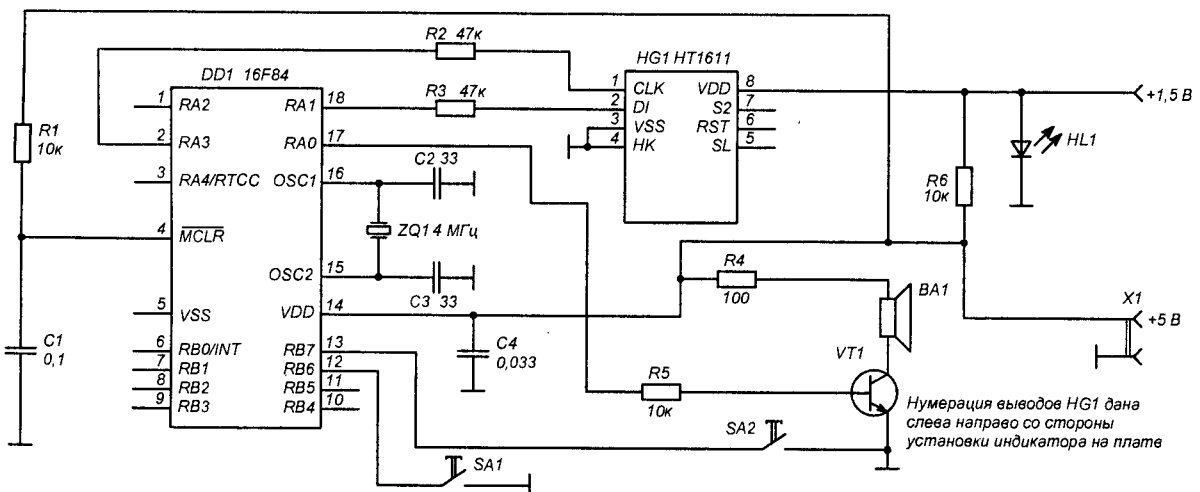 R2 47к
HG1 HT1611
DD1 16F84
1 CLK VDD 8
+1,5 В
1 RA2 RA1 18
R3 47к
2 DI S2 7
3 VSS RST 6
4 HK SL 5
HL1
R1
10к
2 RA3 RA0 17
C2 33
3 RA4/RTCC OSC1 16
R6
10к
4 MCLR
ZQ1 4 МГц
OSC2 15
C3 33
R4
100
BA1
X1
+5 В
5 VSS VDD 14
C1
0,1
6 RB0/INT RB7 13
7 RB1 RB6 12
8 RB2 RB5 11
9 RB3 RB4 10
C4
0,033
VT1
R5
10к
Нумерация выводов HG1 дана
слева направо со стороны
установки индикатора на плате
SA2
SA1